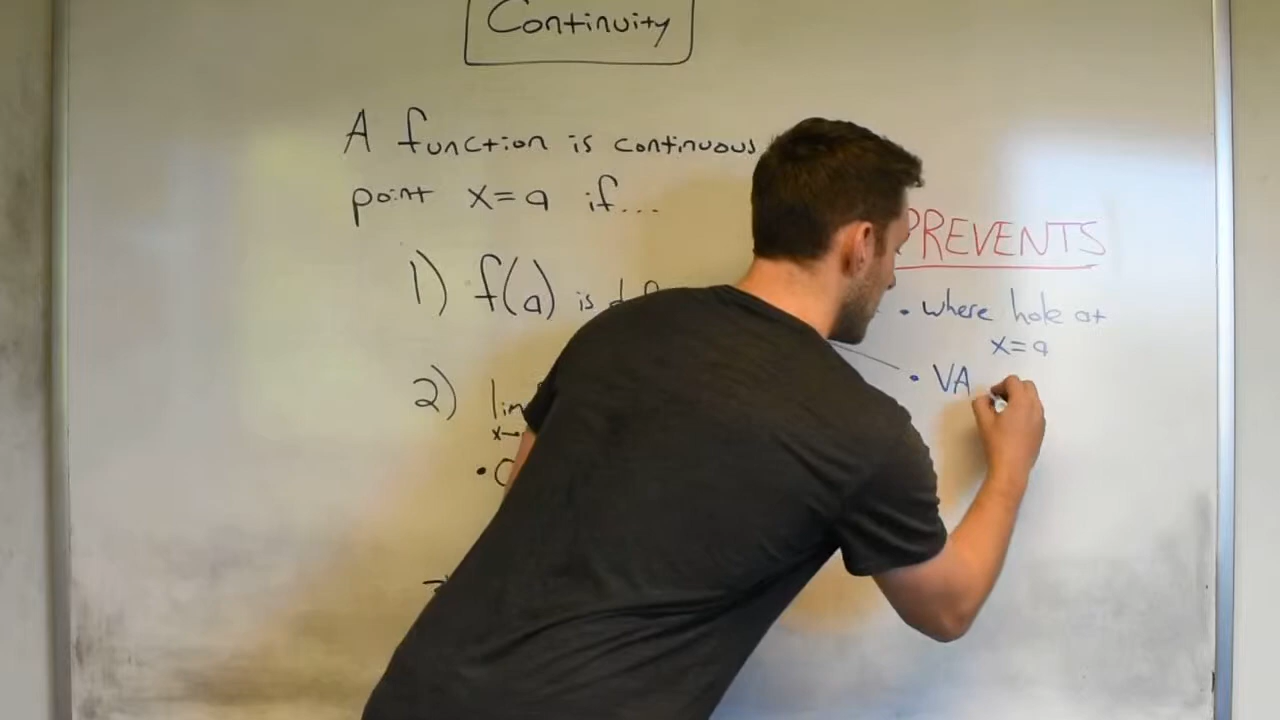 Continuity
A function is continuous
point x=a if...
1) f(a) is
2) lim
x→
PREVENTS
• where hole at
x=a
• VA